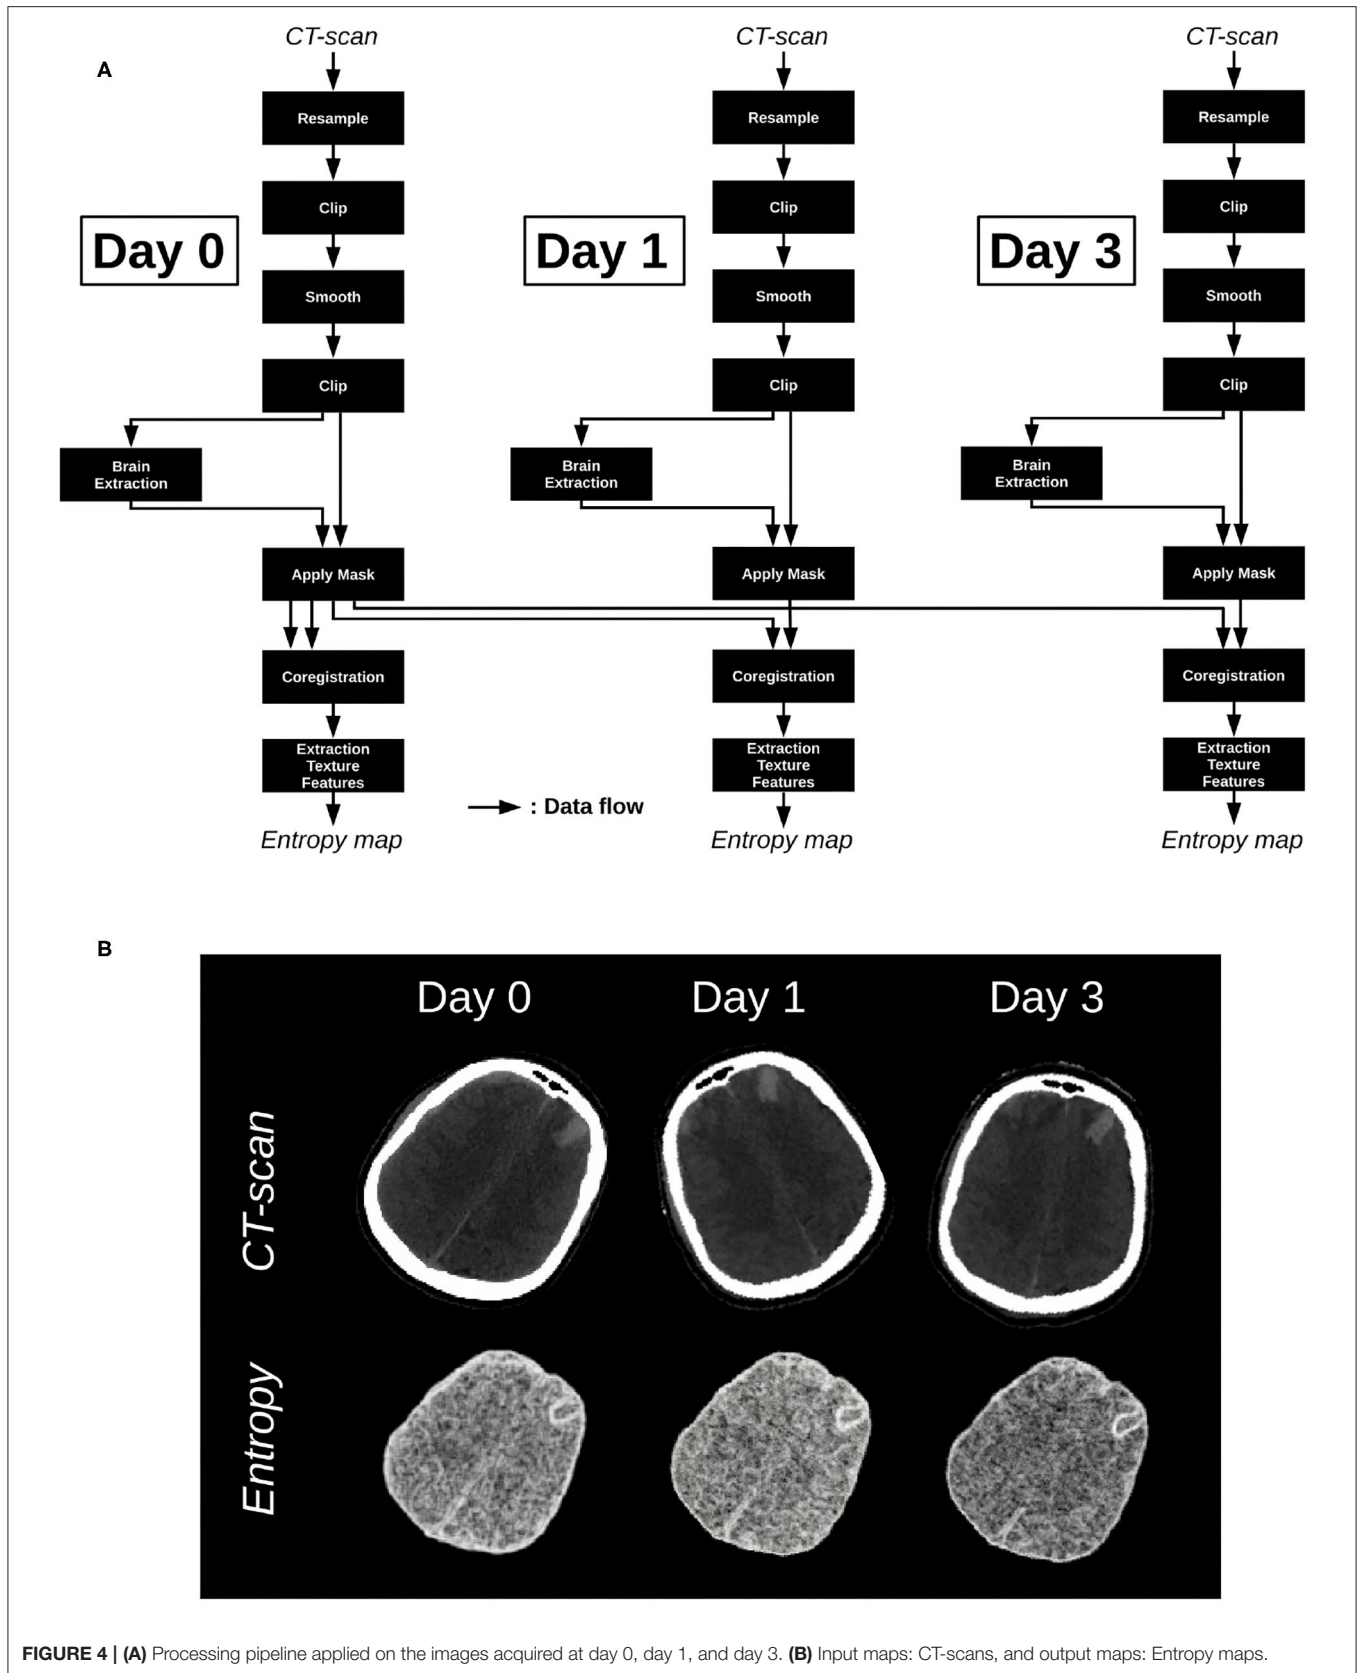 A
CT-scan
CT-scan
CT-scan
Resample
Resample
Resample
Clip
Clip
Clip
Day 0
Day 1
Day 3
Smooth
Smooth
Smooth
Clip
Clip
Clip
Brain
Extraction
Brain
Extraction
Brain
Extraction
Apply Mask
Apply Mask
Apply Mask
Coregistration
Coregistration
Coregistration
Extraction
Texture
Features
Extraction
Texture
Features
Extraction
Texture
Features
: Data flow
Entropy map
Entropy map
Entropy map
B
Day 0
Day 1
Day 3
CT-scan
Entropy
FIGURE 4 | (A) Processing pipeline applied on the images acquired at day 0, day 1, and day 3. (B) Input maps: CT-scans, and output maps: Entropy maps.